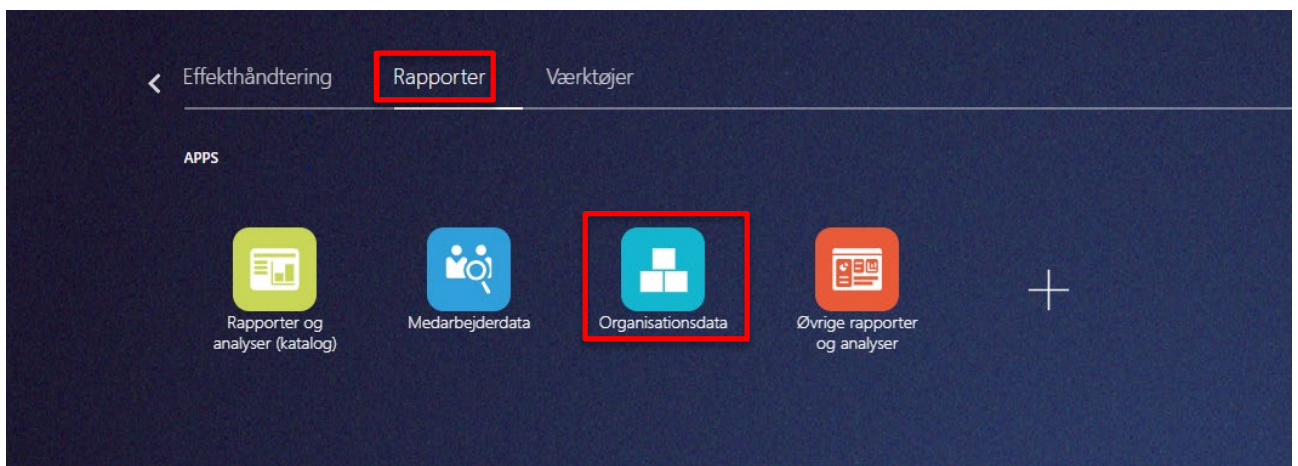 Effekthåndtering Rapporter Værktøjer
APPS
Rapporter og
analyser (katalog)
Medarbejderdata
Organisationsdata
Øvrige rapporter
og analyser